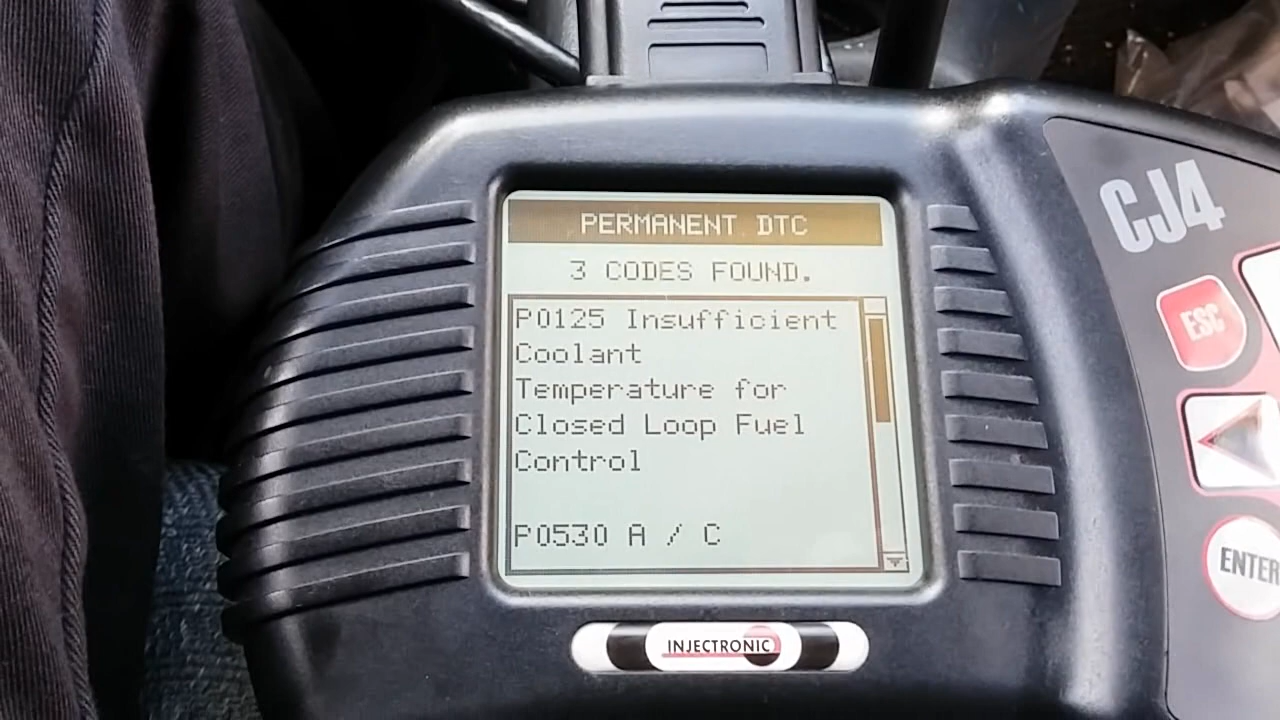 PERMANENT DTC
3 CODES FOUND.
P0125 Insufficient
Coolant
Temperature for
Closed Loop Fuel
Control
P0530 A / C
INJECTRONIC
CJ4
ESC
ENTER